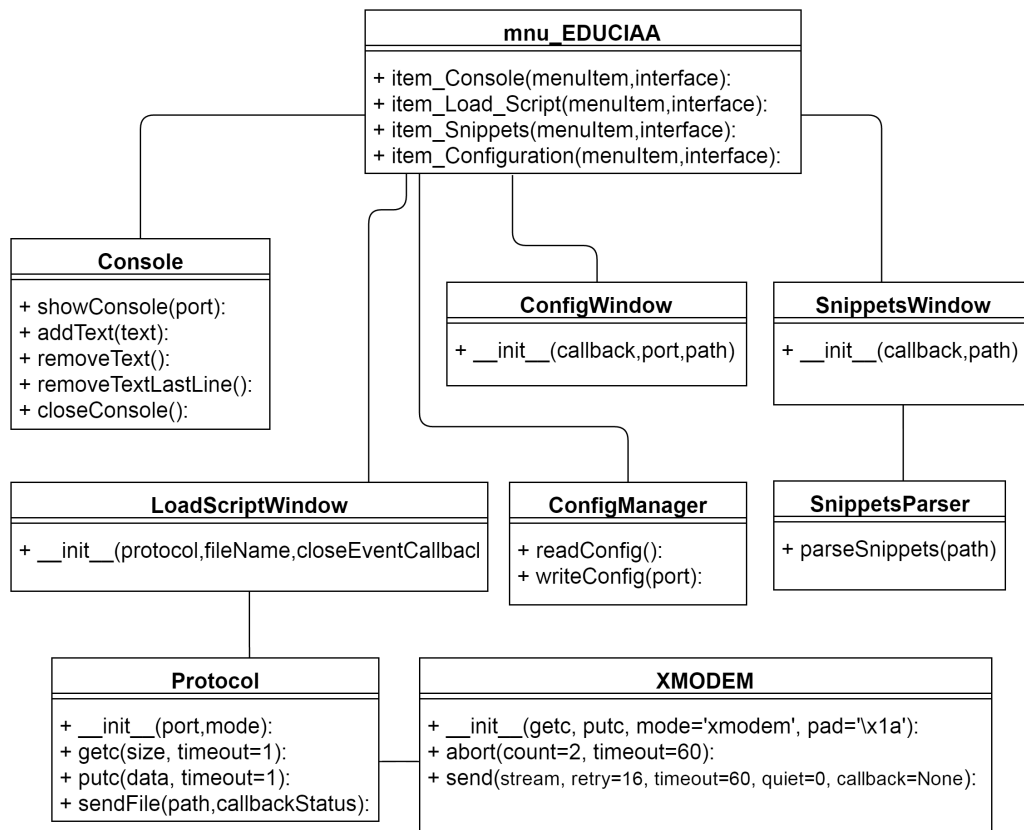 mnu_EDUCIAA
+ item_Console(menuItem,interface):
+ item_Load_Script(menuItem,interface):
+ item_Snippets(menuItem,interface):
+ item_Configuration(menuItem,interface):
Console
+ showConsole(port):
+ addText(text):
+ removeText():
+ removeTextLastLine():
+ closeConsole():
ConfigWindow
+ __init__(callback,port,path)
SnippetsWindow
+ __init__(callback,path)
LoadScriptWindow
+ __init__(protocol,fileName,closeEventCallbacl
ConfigManager
+ readConfig():
+ writeConfig(port):
SnippetsParser
+ parseSnippets(path)
Protocol
+ __init__(port,mode):
+ getc(size, timeout=1):
+ putc(data, timeout=1):
+ sendFile(path,callbackStatus):
XMODEM
+ __init__(getc, putc, mode='xmodem', pad='\x1a'):
+ abort(count=2, timeout=60):
+ send(stream, retry=16, timeout=60, quiet=0, callback=None):